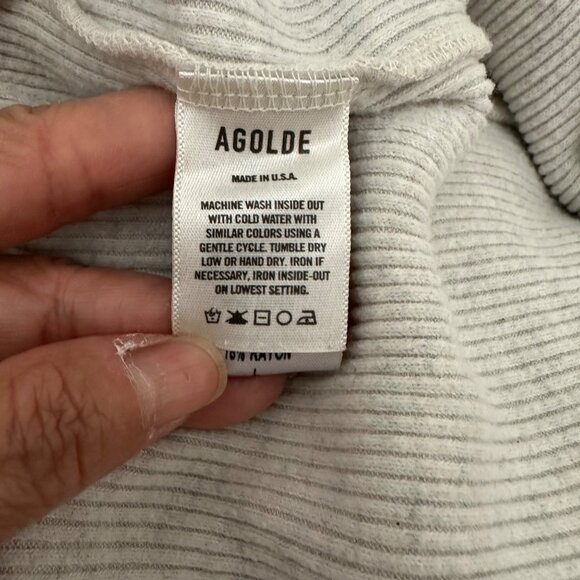 AGOLDE
MADE IN U.S.A.
MACHINE WASH INSIDE OUT
WITH COLD WATER WITH
SIMILAR COLORS USING A
GENTLE CYCLE. TUMBLE DRY
LOW OR HAND DRY. IRON IF
NECESSARY, IRON INSIDE-OUT
ON LOWEST SETTING.
RAYON